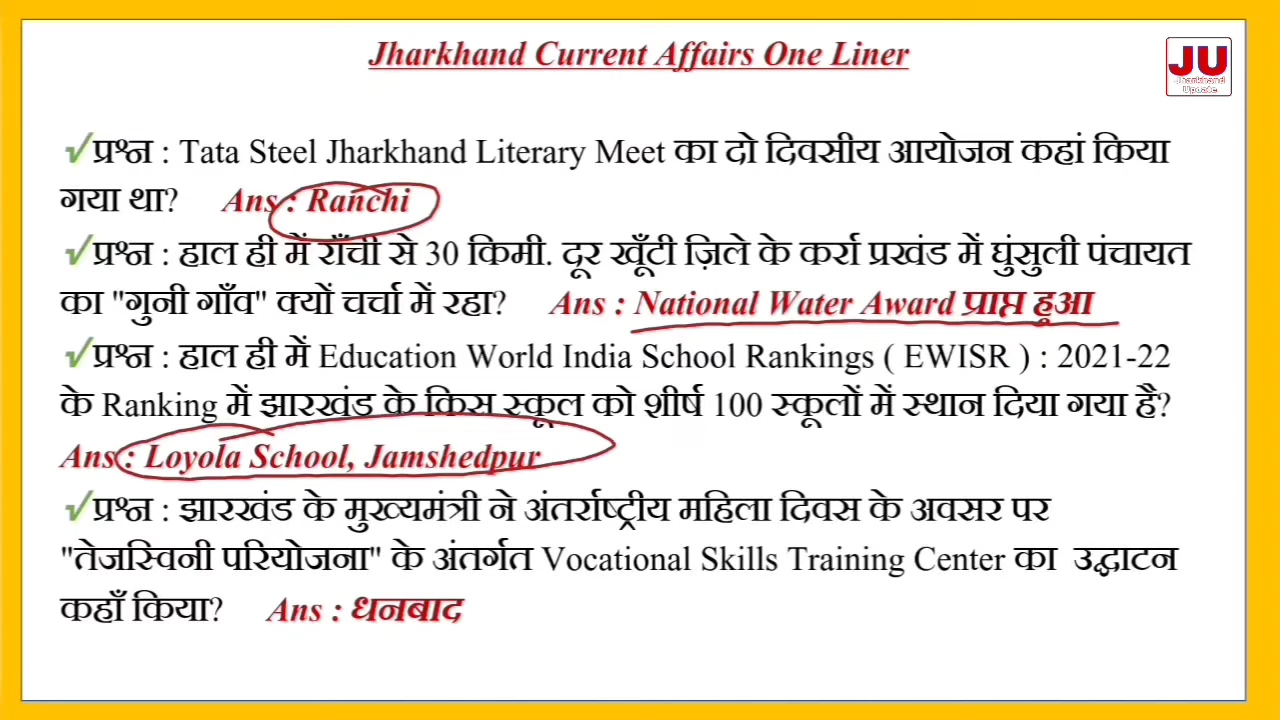 Jharkhand Current Affairs One Liner
JU
Jharkhand
Update
प्रश्न : Tata Steel Jharkhand Literary Meet का दो दिवसीय आयोजन कहां किया
गया था? Ans : Ranchi
प्रश्न : हाल ही में राँची से 30 किमी. दूर खूँटी ज़िले के कर्रा प्रखंड में घुंसुली पंचायत
का "गुनी गाँव" क्यों चर्चा में रहा? Ans : National Water Award प्राप्त हुआ
प्रश्न : हाल ही में Education World India School Rankings ( EWISR ) : 2021-22
के Ranking में झारखंड के किस स्कूल को शीर्ष 100 स्कूलों में स्थान दिया गया है?
Ans : Loyola School, Jamshedpur
प्रश्न : झारखंड के मुख्यमंत्री ने अंतर्राष्ट्रीय महिला दिवस के अवसर पर
"तेजस्विनी परियोजना" के अंतर्गत Vocational Skills Training Center का उद्घाटन
कहाँ किया? Ans : धनबाद